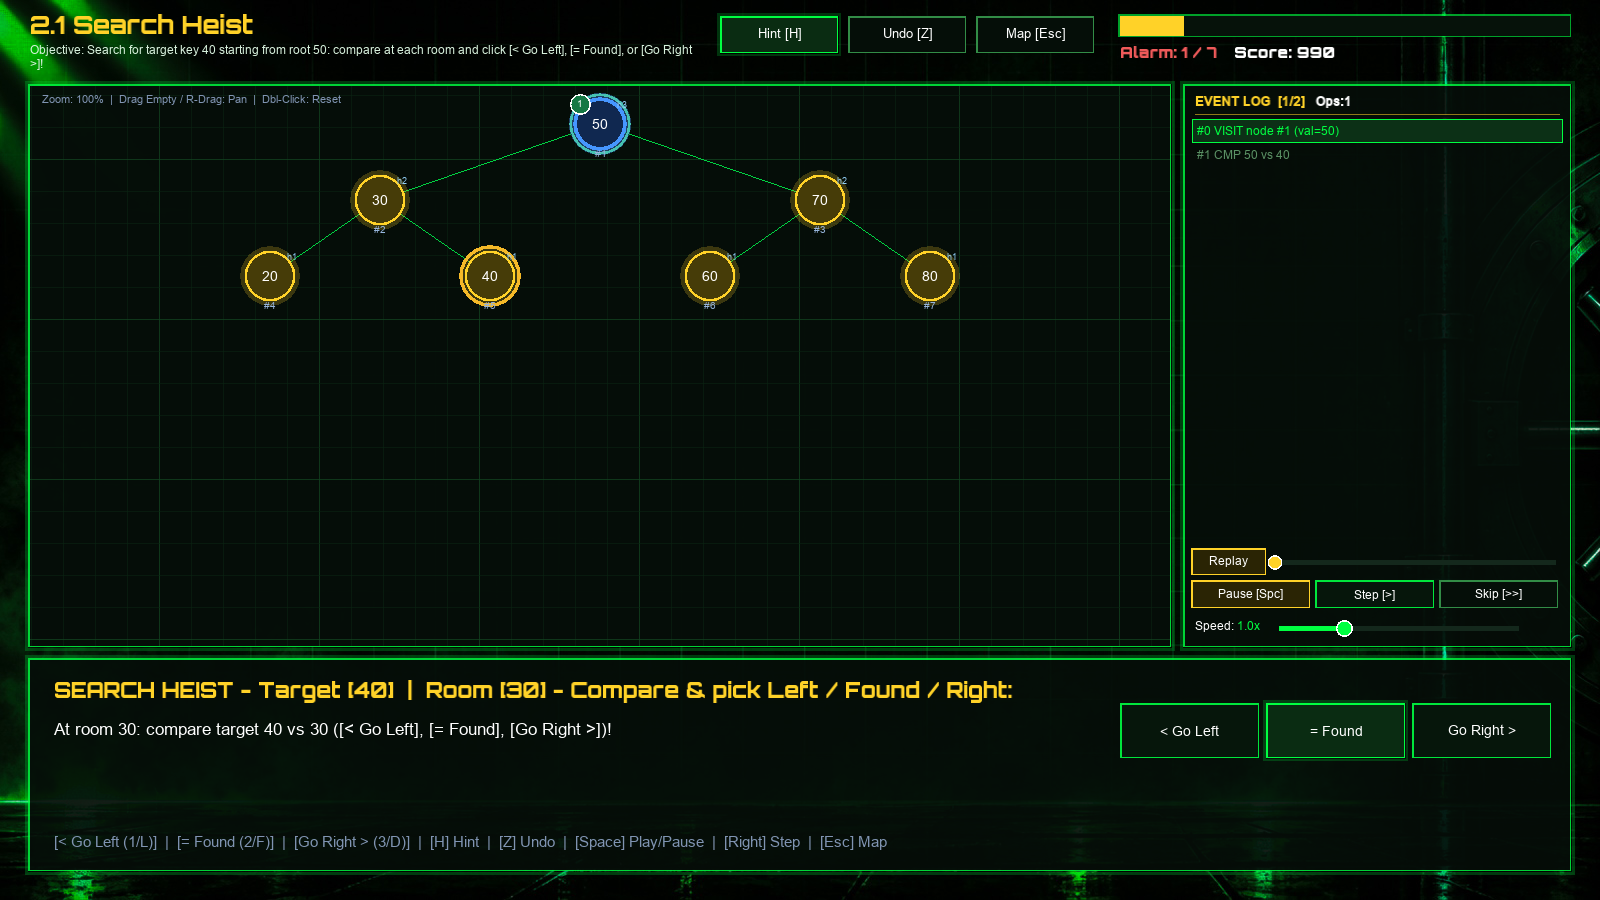 2.1 Search Heist
Objective: Search for target key 40 starting from root 50: compare at each room and click [< Go Left], [= Found], or [Go Right
>]!
Hint [H]
Undo [Z]
Map [Esc]
Alarm: 1 / 7
Score: 990
Zoom: 100%  |  Drag Empty / R-Drag: Pan  |  Dbl-Click: Reset
1
50
#1
h2
30
#2
h2
70
#3
h1
20
#4
40
#5
h1
60
#6
h1
80
#7
EVENT LOG  [1/2]   Ops:1
#0 VISIT node #1 (val=50)
#1 CMP 50 vs 40
Replay
Pause [Spc]
Step [>]
Skip [>>]
Speed: 1.0x
SEARCH HEIST - Target [40]  |  Room [30] - Compare & pick Left / Found / Right:
At room 30: compare target 40 vs 30 ([< Go Left], [= Found], [Go Right >])!
< Go Left
= Found
Go Right >
[< Go Left (1/L)]  |  [= Found (2/F)]  |  [Go Right > (3/D)]  |  [H] Hint  |  [Z] Undo  |  [Space] Play/Pause  |  [Right] Step  |  [Esc] Map